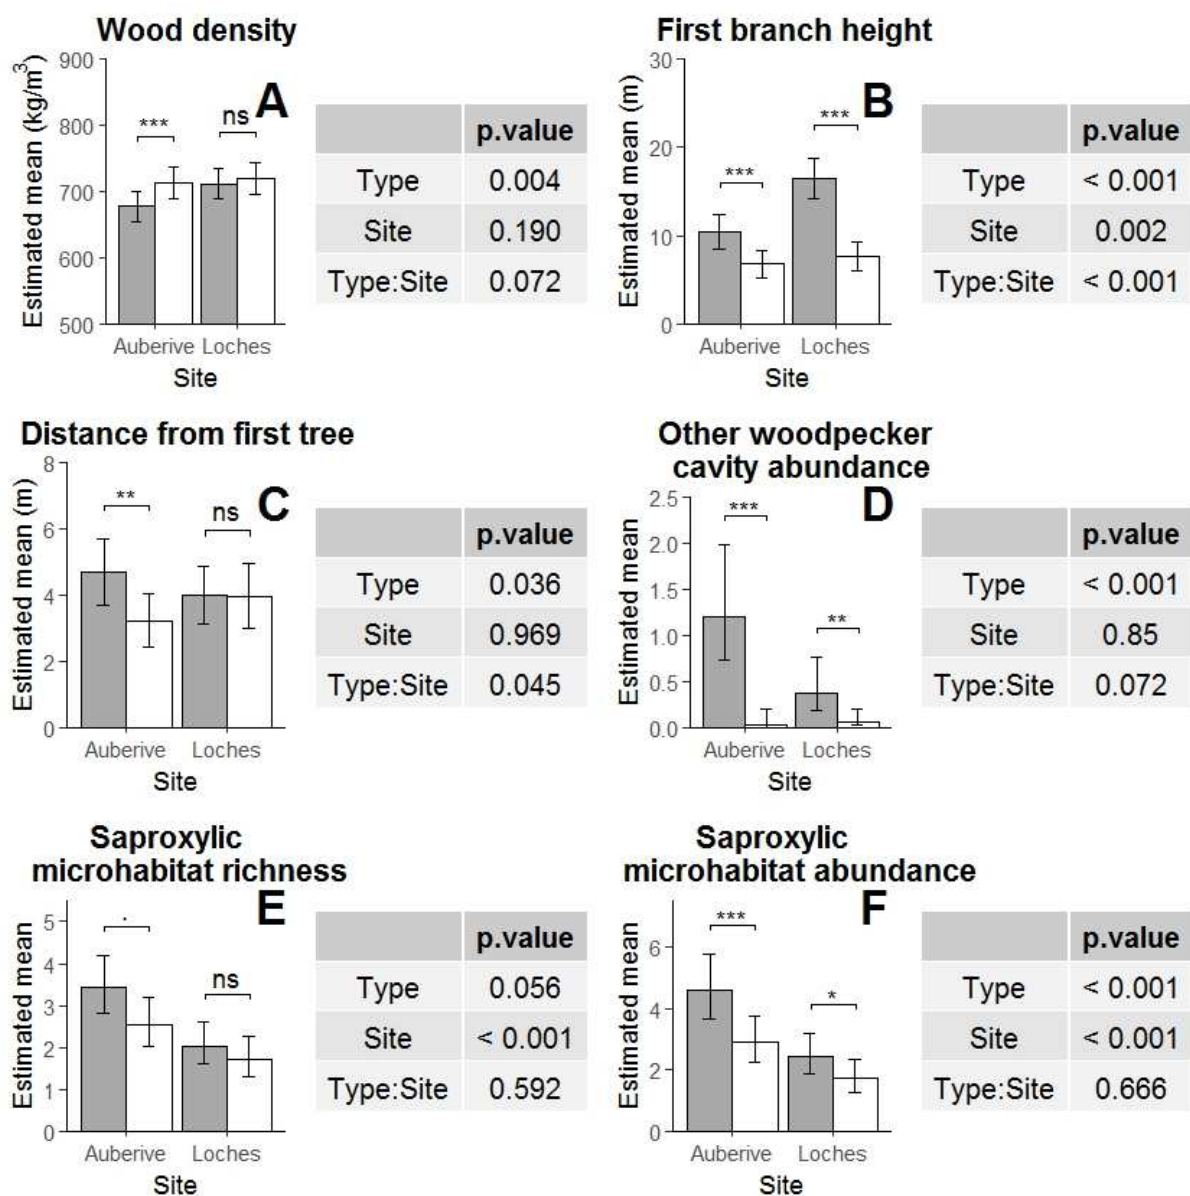 Wood density
900
800
700
600
500
Estimated mean (kg/m³)
A
***
ns
Auberive Loches
Site
p.value
Type 0.004
Site 0.190
Type:Site 0.072
First branch height
30
20
10
0
Estimated mean (m)
B
***
***
Auberive Loches
Site
p.value
Type < 0.001
Site 0.002
Type:Site < 0.001
Distance from first tree
8
6
4
2
0
Estimated mean (m)
C
**
ns
Auberive Loches
Site
p.value
Type 0.036
Site 0.969
Type:Site 0.045
Other woodpecker
cavity abundance
2.5
2.0
1.5
1.0
0.5
0.0
Estimated mean
D
***
**
Auberive Loches
Site
p.value
Type < 0.001
Site 0.85
Type:Site 0.072
Saproxylic
microhabitat richness
5
4
3
2
1
0
Estimated mean
E
.
ns
Auberive Loches
Site
p.value
Type 0.056
Site < 0.001
Type:Site 0.592
Saproxylic
microhabitat abundance
6
4
2
0
Estimated mean
F
***
*
Auberive Loches
Site
p.value
Type < 0.001
Site < 0.001
Type:Site 0.666